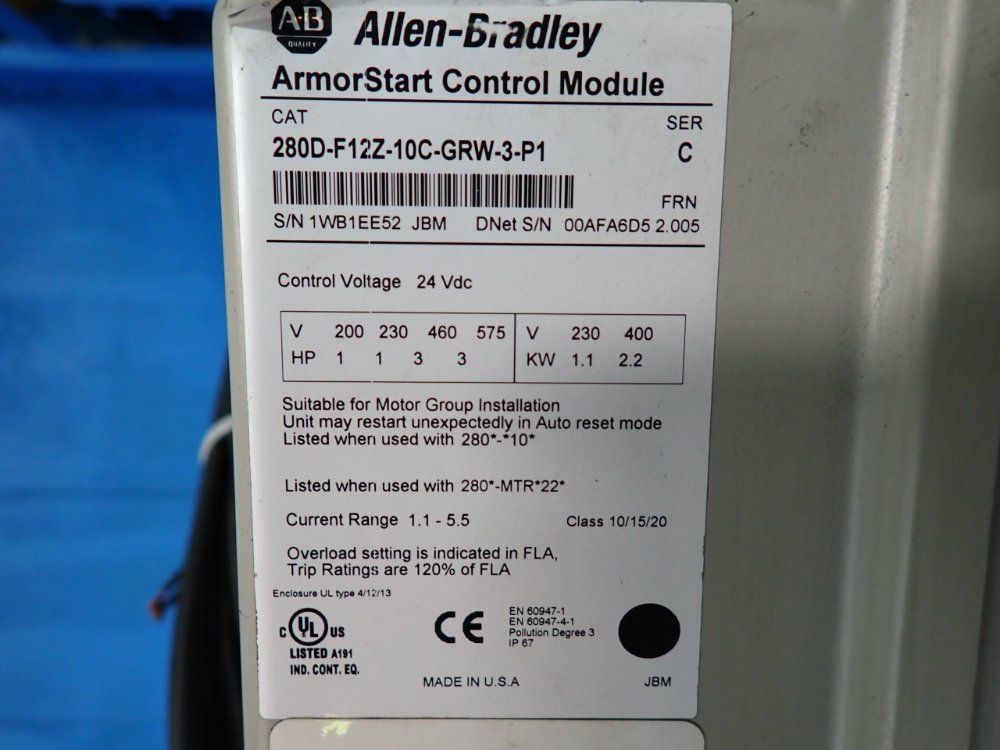 A·B
QUALITY
Allen-Bradley
ArmorStart Control Module
CAT
SER
280D-F12Z-10C-GRW-3-P1
C
FRN
S/N 1WB1EE52 JBM DNet S/N 00AFA6D5 2.005
Control Voltage 24 Vdc
V 200 230 460 575 V 230 400
HP 1 1 3 3 KW 1.1 2.2
Suitable for Motor Group Installation
Unit may restart unexpectedly in Auto reset mode
Listed when used with 280*-*10*
Listed when used with 280*-MTR*22*
Current Range 1.1 - 5.5 Class 10/15/20
Overload setting is indicated in FLA,
Trip Ratings are 120% of FLA
Enclosure UL type 4/12/13
C UL US
LISTED A191
IND. CONT. EQ.
CE
EN 60947-1
EN 60947-4-1
Pollution Degree 3
IP 67
MADE IN U.S.A JBM